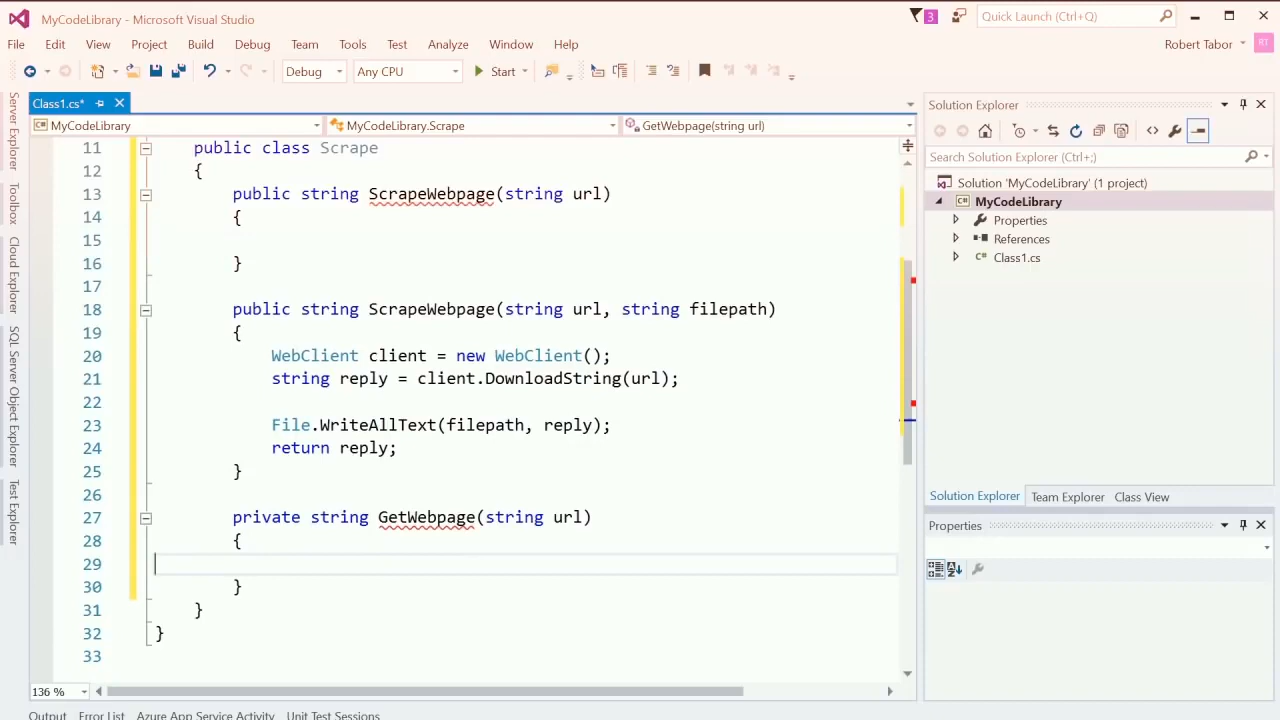 MyCodeLibrary - Microsoft Visual Studio
3
Quick Launch (Ctrl+Q)
File Edit View Project Build Debug Team Tools Test Analyze Window Help
Robert Tabor
RT
Debug
Any CPU
Start
Server Explorer
Toolbox
Cloud Explorer
SQL Server Object Explorer
Test Explorer
Class1.cs*
MyCodeLibrary
MyCodeLibrary.Scrape
GetWebpage(string url)
11 public class Scrape
12 {
13 public string ScrapeWebpage(string url)
14 {
15
16 }
17
18 public string ScrapeWebpage(string url, string filepath)
19 {
20 WebClient client = new WebClient();
21 string reply = client.DownloadString(url);
22
23 File.WriteAllText(filepath, reply);
24 return reply;
25 }
26
27 private string GetWebpage(string url)
28 {
29
30 }
31 }
32 }
33
136 %
Solution Explorer
Search Solution Explorer (Ctrl+;)
Solution 'MyCodeLibrary' (1 project)
C# MyCodeLibrary
Properties
References
C# Class1.cs
Solution Explorer Team Explorer Class View
Properties
Output Error List Azure App Service Activity Unit Test Sessions